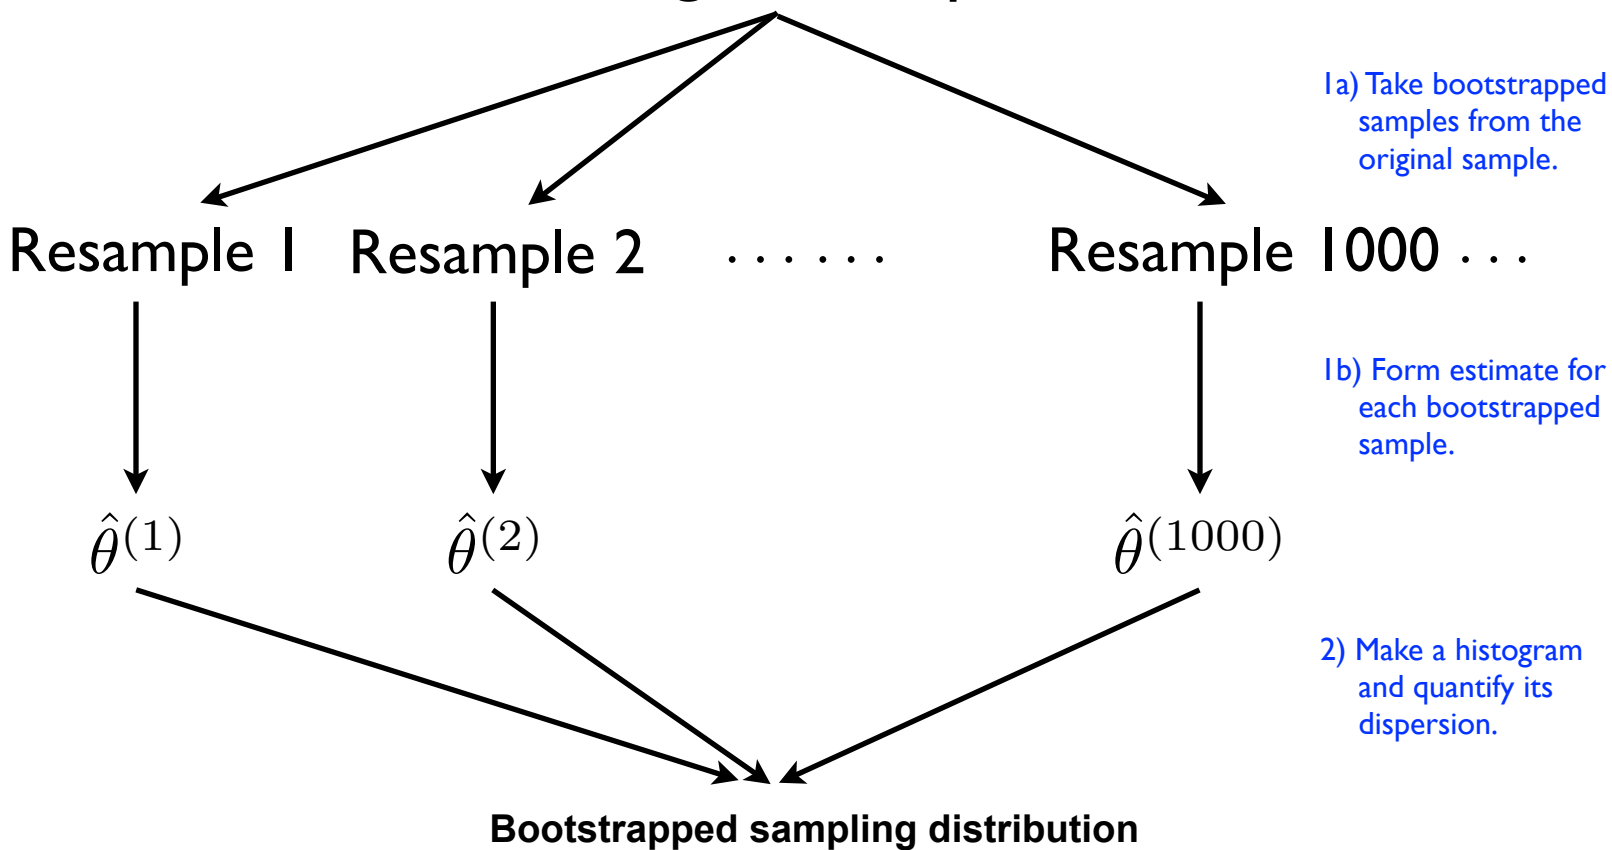 1a) Take bootstrapped
samples from the
original sample.
Resample 1 Resample 2 . . . . . . Resample 1000 . . .
1b) Form estimate for
each bootstrapped
sample.
θ̂(1) θ̂(2) θ̂(1000)
2) Make a histogram
and quantify its
dispersion.
Bootstrapped sampling distribution